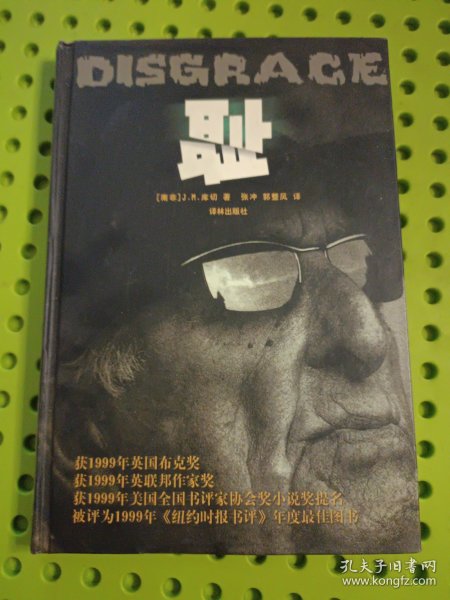 DISGRACE
耻
[南非]J.M.库切 著 张冲 郭整风 译
译林出版社
获1999年英国布克奖
获1999年英联邦作家奖
获1999年美国全国书评家协会奖小说奖提名
被评为1999年《纽约时报书评》年度最佳图书
孔夫子旧书网
www.kongfz.com